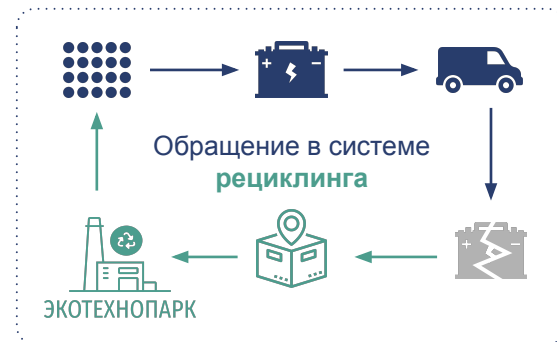 Обращение в системе
рециклинга
ЭКОТЕХНОПАРК